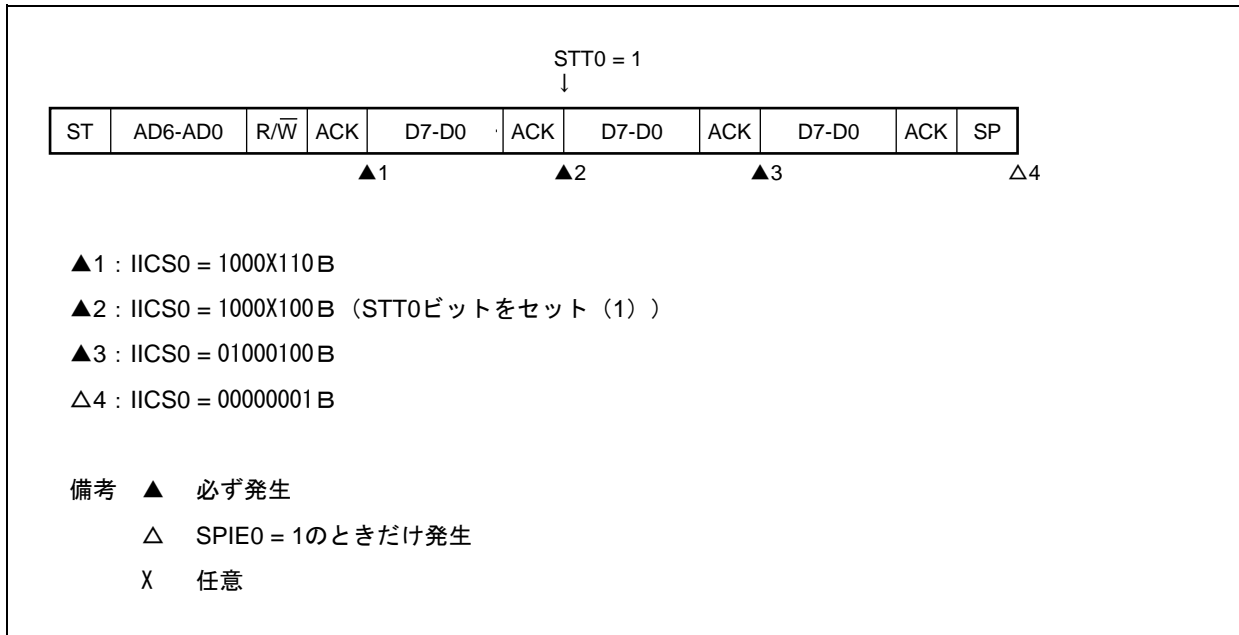 STT0 = 1
↓
ST AD6-AD0 R/W̅ ACK D7-D0 ACK D7-D0 ACK D7-D0 ACK SP
▲1 ▲2 ▲3 △4
▲1：IICS0 = 1000X110B
▲2：IICS0 = 1000X100B（STT0ビットをセット（1））
▲3：IICS0 = 01000100B
△4：IICS0 = 00000001B
備考 ▲ 必ず発生
△ SPIE0 = 1のときだけ発生
X 任意